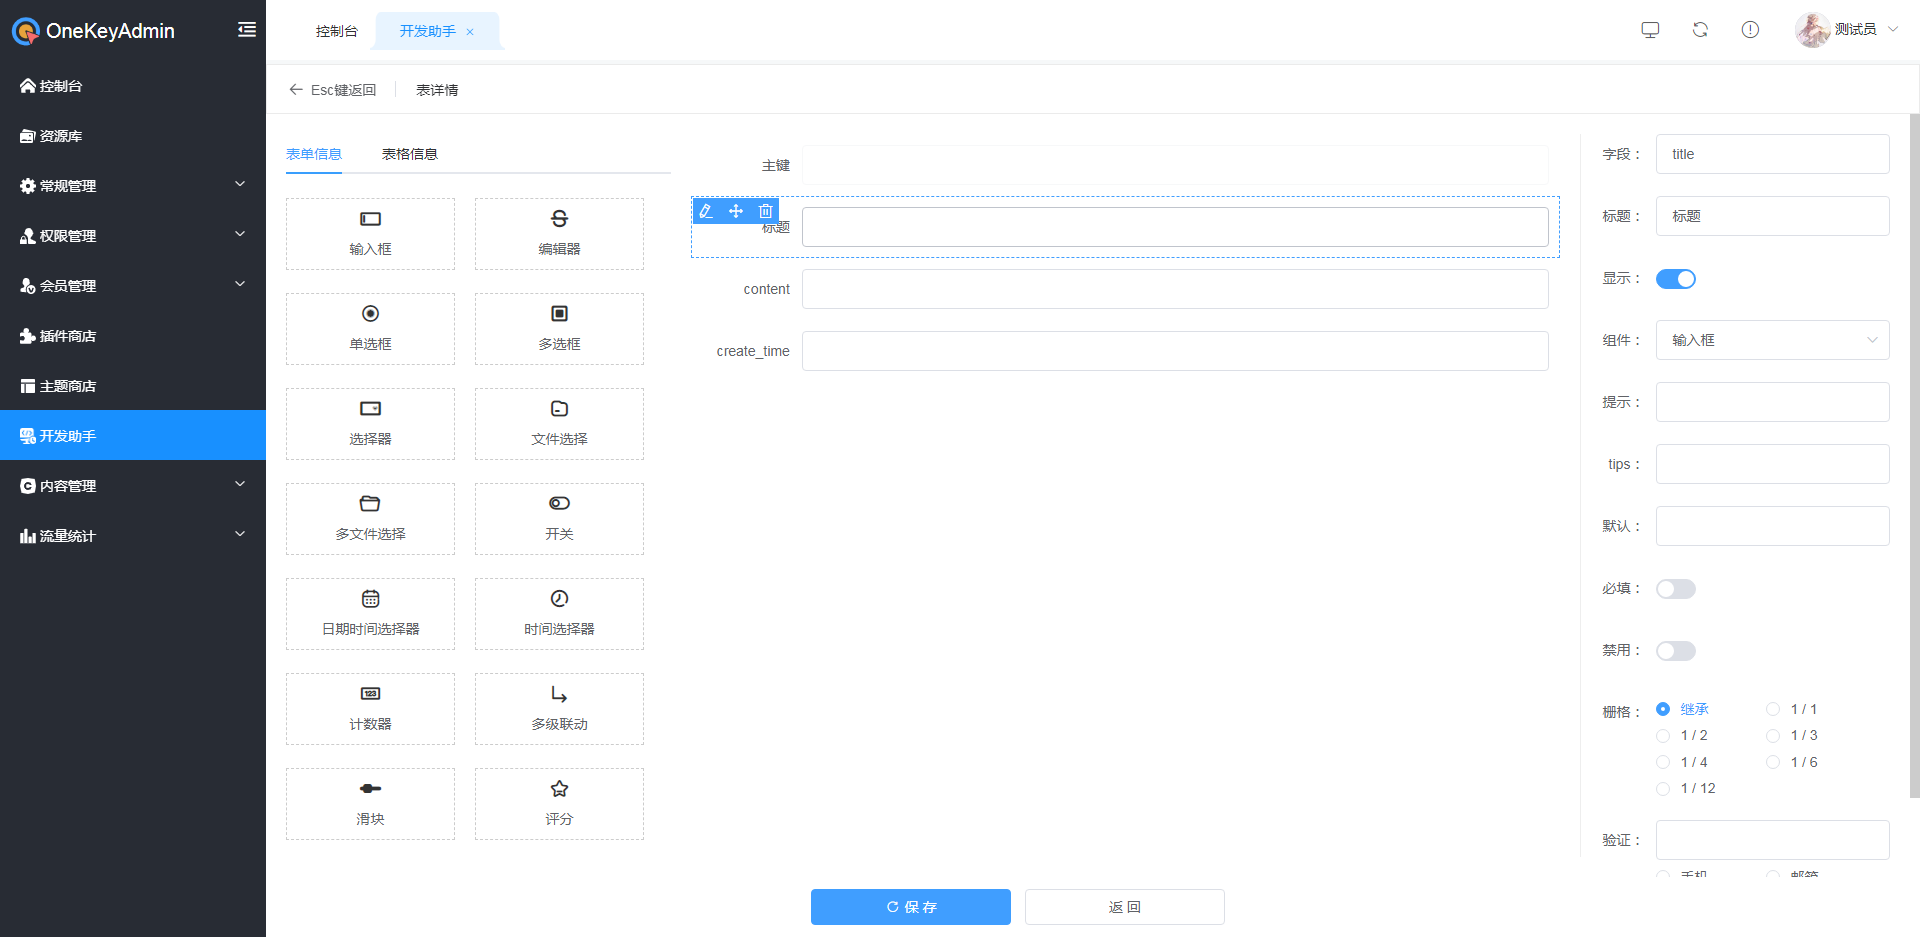 OneKeyAdmin
控制台
资源库
常规管理
权限管理
会员管理
插件商店
主题商店
开发助手
内容管理
流量统计
控制台
开发助手
测试员
Esc键返回
表详情
表单信息
表格信息
输入框
编辑器
单选框
多选框
选择器
文件选择
多文件选择
开关
日期时间选择器
时间选择器
123
计数器
多级联动
滑块
评分
主键
标题
content
create_time
字段：
title
标题：
标题
显示：
组件：
输入框
提示：
tips：
默认：
必填：
禁用：
栅格：
继承
1 / 1
1 / 2
1 / 3
1 / 4
1 / 6
1 / 12
验证：
手机
邮箱
保 存
返 回